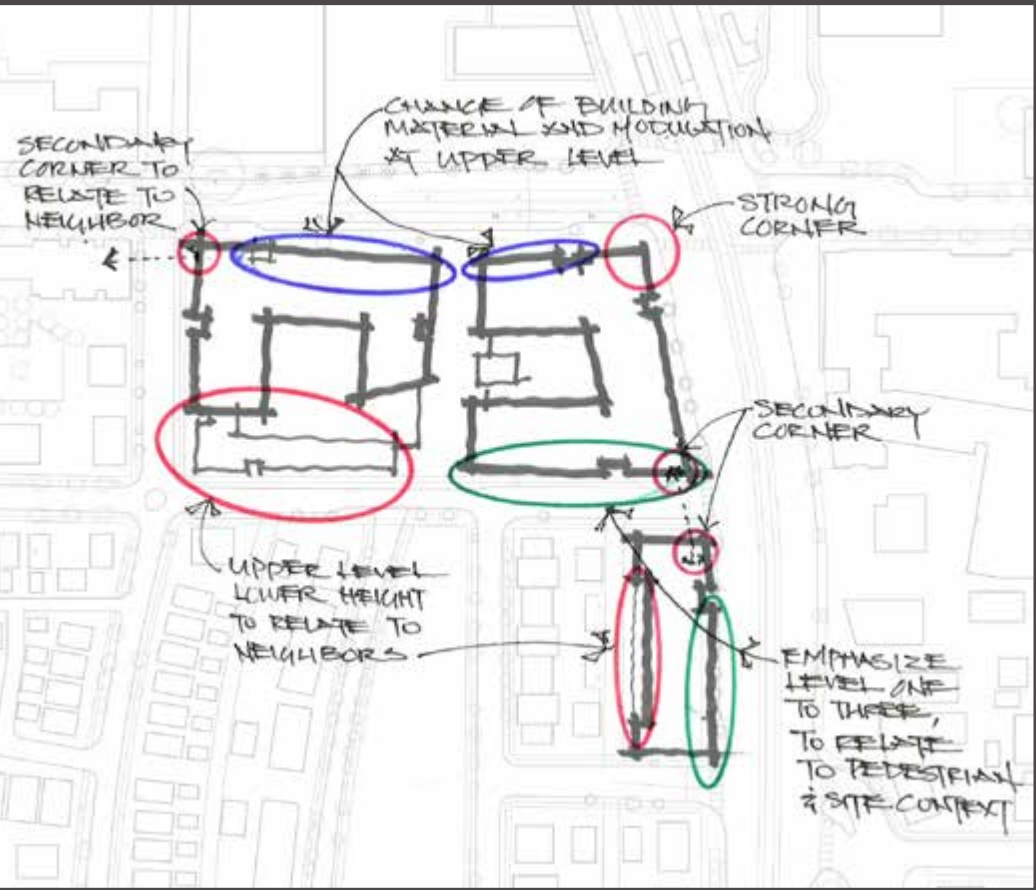 CHANGE OF BUILDING
MATERIAL AND MODULATION
AT UPPER LEVEL
SECONDARY
CORNER TO
RELATE TO
NEIGHBOR
STRONG
CORNER
SECONDARY
CORNER
UPPER LEVEL
LOWER HEIGHT
TO RELATE TO
NEIGHBORS
EMPHASIZE
LEVEL ONE
TO THREE,
TO RELATE
TO PEDESTRIAN
& SITE CONTEXT